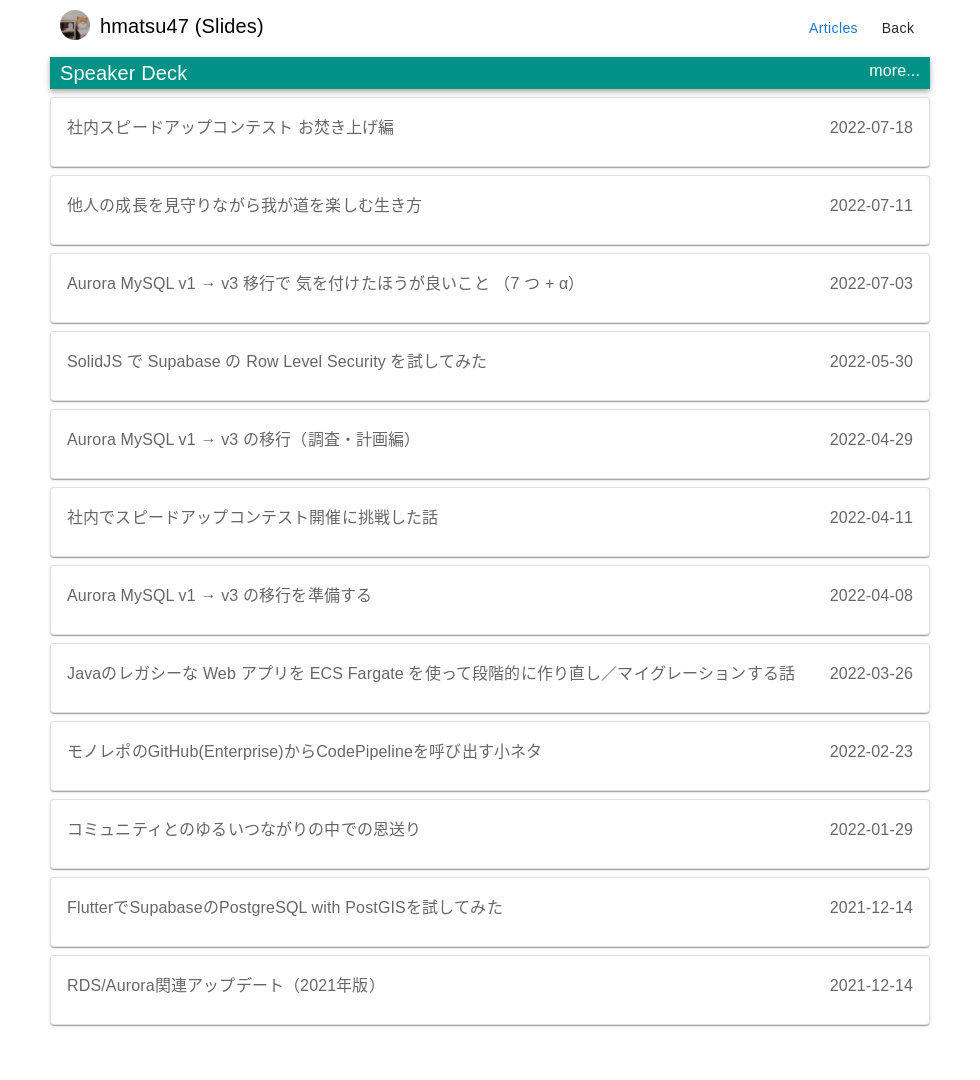 hmatsu47 (Slides)
Articles
Back
Speaker Deck
more...
社内スピードアップコンテスト お焚き上げ編
2022-07-18
他人の成長を見守りながら我が道を楽しむ生き方
2022-07-11
Aurora MySQL v1 → v3 移行で 気を付けたほうが良いこと （7 つ + α）
2022-07-03
SolidJS で Supabase の Row Level Security を試してみた
2022-05-30
Aurora MySQL v1 → v3 の移行（調査・計画編）
2022-04-29
社内でスピードアップコンテスト開催に挑戦した話
2022-04-11
Aurora MySQL v1 → v3 の移行を準備する
2022-04-08
Javaのレガシーな Web アプリを ECS Fargate を使って段階的に作り直し／マイグレーションする話
2022-03-26
モノレポのGitHub(Enterprise)からCodePipelineを呼び出す小ネタ
2022-02-23
コミュニティとのゆるいつながりの中での恩送り
2022-01-29
FlutterでSupabaseのPostgreSQL with PostGISを試してみた
2021-12-14
RDS/Aurora関連アップデート（2021年版）
2021-12-14